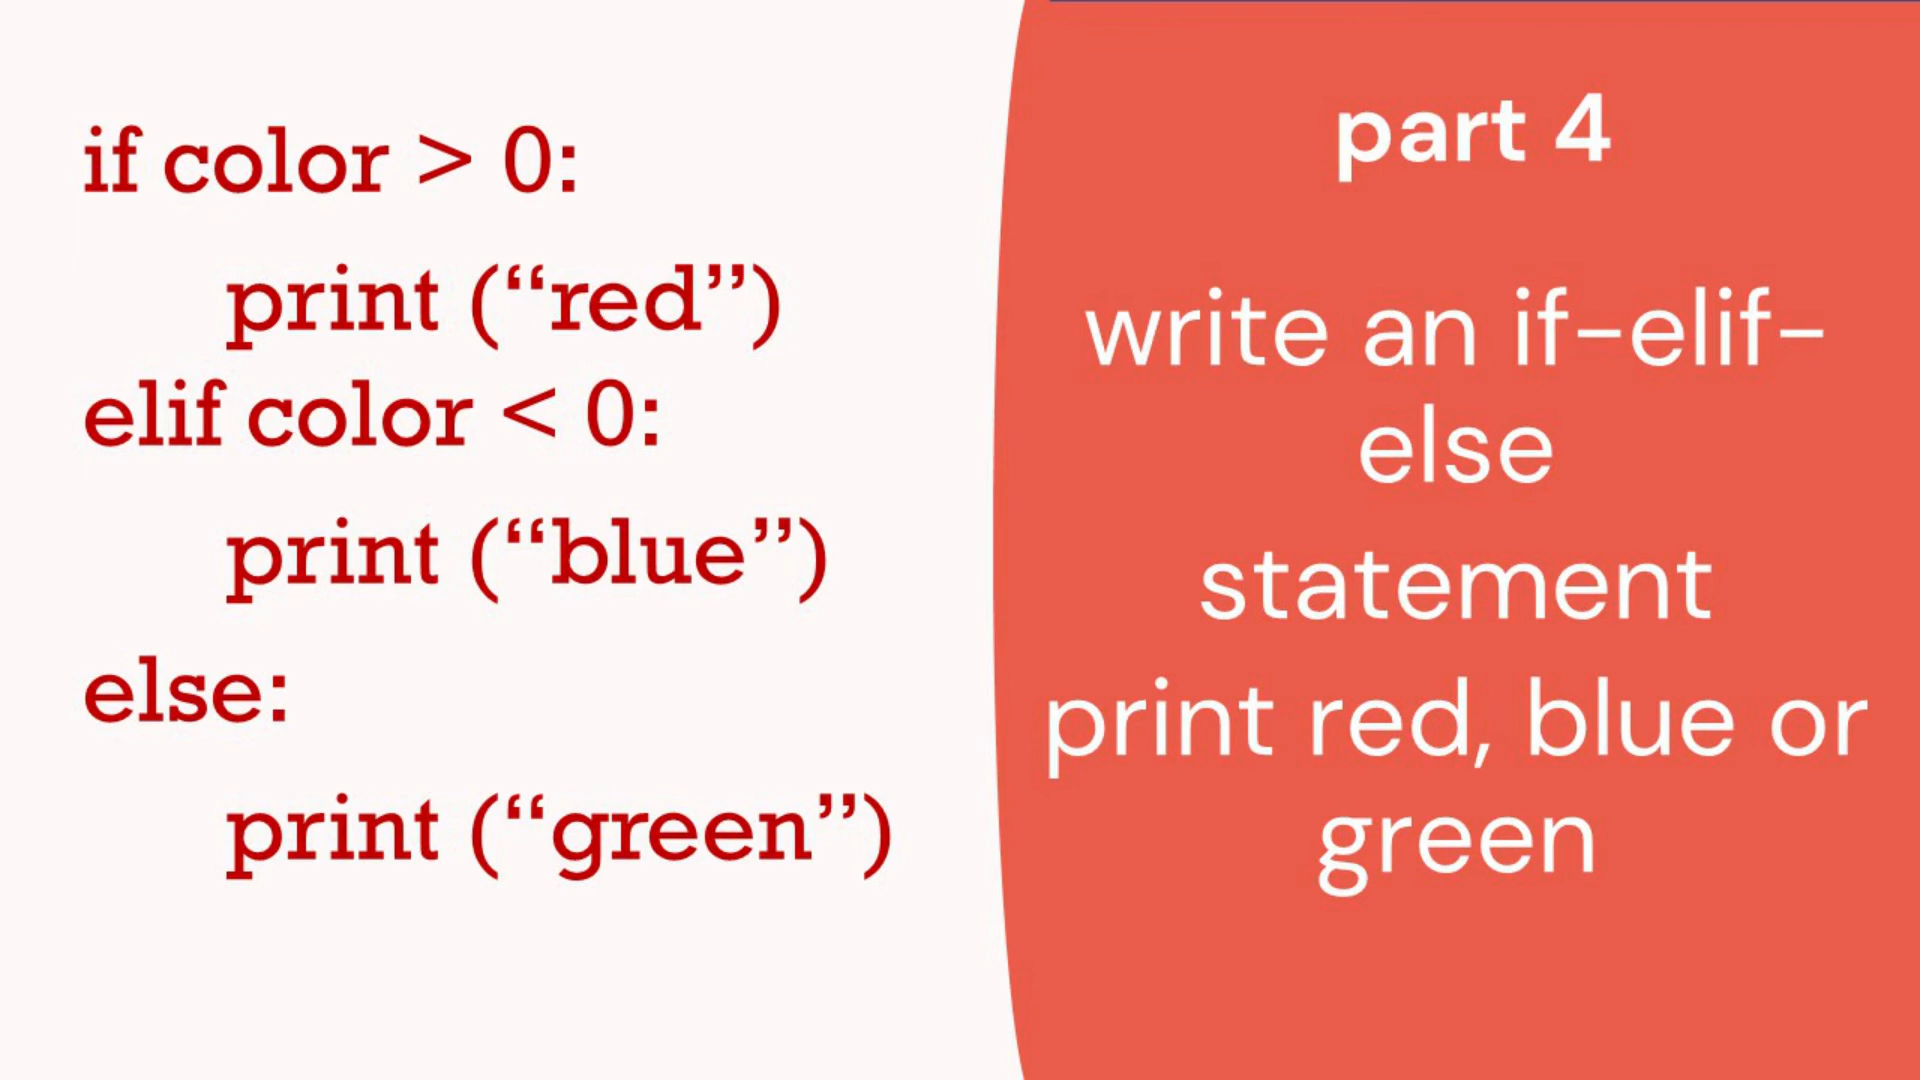 if color > 0:
print (“red”)
elif color < 0:
print (“blue”)
else:
print (“green”)
part 4
write an if–elif–
else
statement
print red, blue or
green